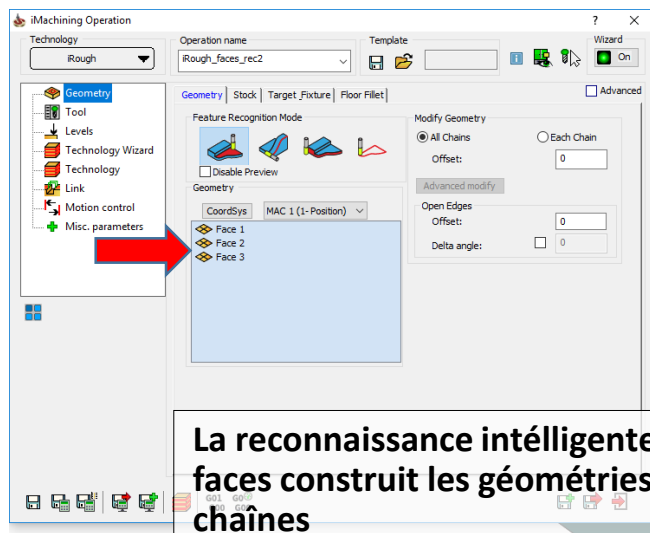 iMachining Operation ? ×
Technology Operation name Template Wizard
iRough iRough_faces_rec2 On
Geometry
Tool
Levels
Technology Wizard
Technology
Link
Motion control
Misc. parameters
Geometry Stock Target Fixture Floor Fillet Advanced
Feature Recognition Mode
Disable Preview
Geometry
CoordSys MAC 1 (1- Position)
Face 1
Face 2
Face 3
Modify Geometry
All Chains Each Chain
Offset: 0
Advanced modify
Open Edges
Offset: 0
Delta angle: 0
La reconnaissance intélligente
faces construit les géométries
chaînes
G01 G0